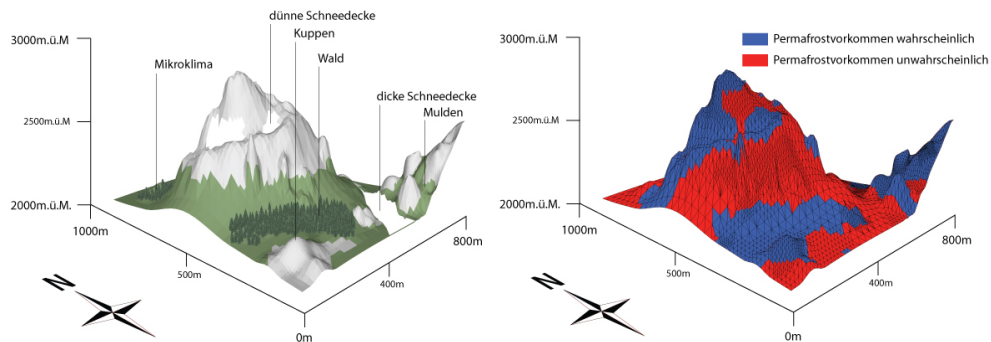 dünne Schneedecke
Kuppen
Wald
Mikroklima
dicke Schneedecke
Mulden
3000m.ü.M
2500m.ü.M
2000m.ü.M.
1000m
500m
0m
400m
800m
N
Permafrostvorkommen wahrscheinlich
Permafrostvorkommen unwahrscheinlich
3000m.ü.M
2500m.ü.M
2000m.ü.M.
1000m
500m
0m
400m
800m
N